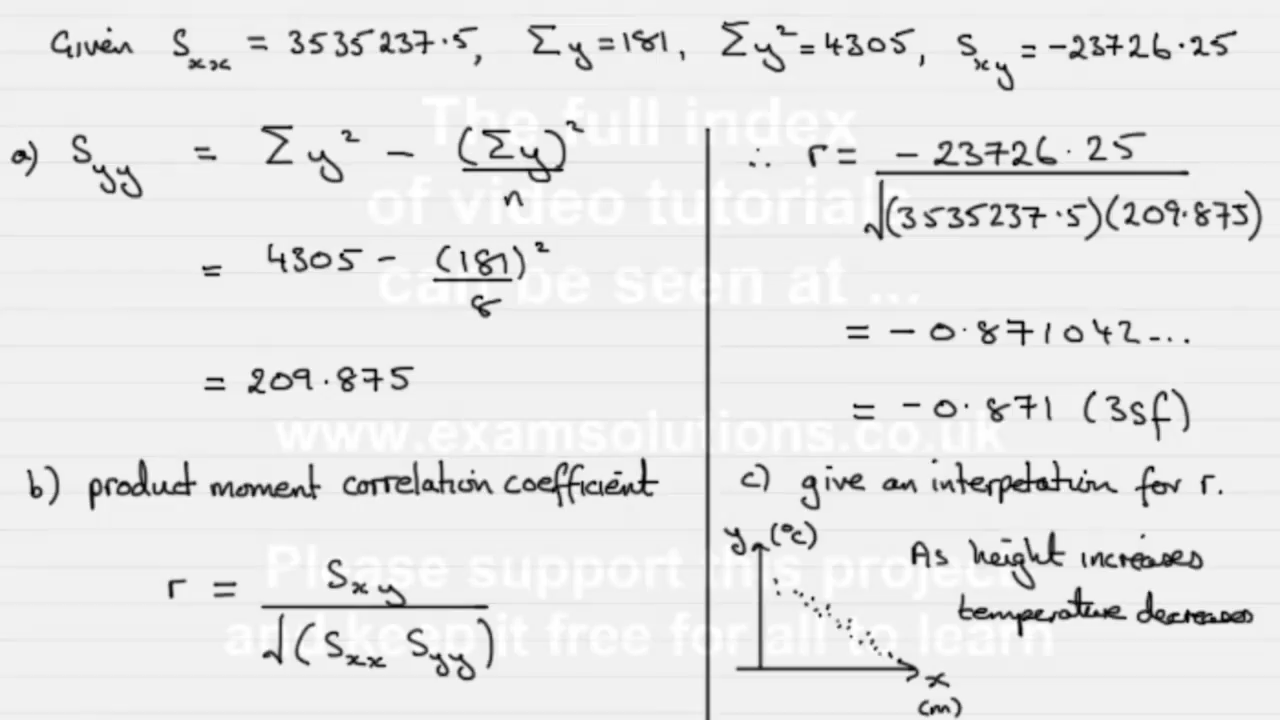 Given Sxx = 3535237.5, Σy = 181, Σy² = 4305, Sxy = -23726.25
a) Syy = Σy² - (Σy)²/n
= 4305 - (181)²/8
= 209.875
b) product moment correlation coefficient
r = Sxy/√(Sxx Syy)
∴ r = -23726.25/√(3535237.5)(209.875)
= -0.871042...
= -0.871 (3sf)
c) give an interpetation for r.
y (°c)
As height increases
temperature decreases
x
(m)
The full index
of video tutorials
can be seen at ...
www.examsolutions.co.uk
Please support this project
and keep it free for all to learn